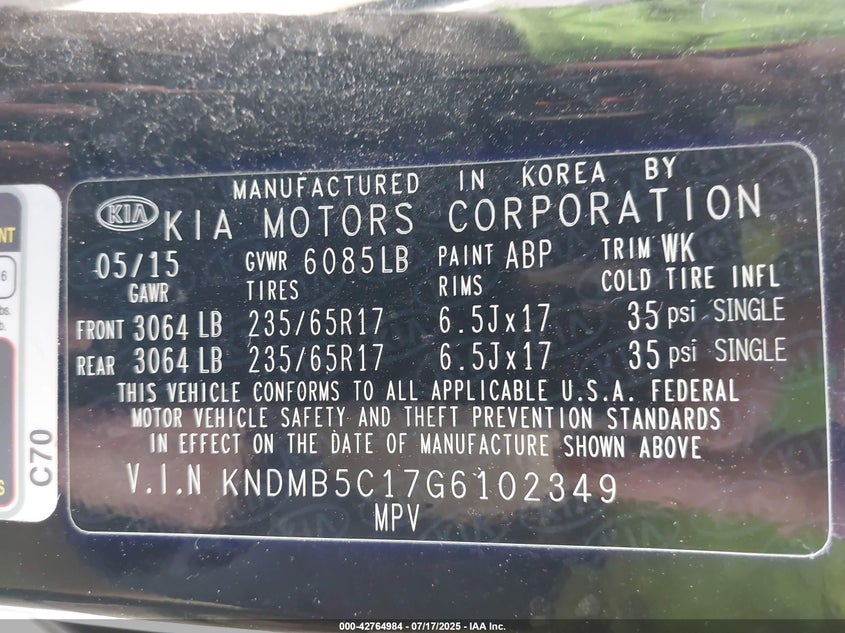 MANUFACTURED IN KOREA BY
KIA KIA MOTORS CORPORATION
05/15 GVWR 6085LB PAINT ABP TRIM WK
GAWR TIRES RIMS COLD TIRE INFL
FRONT 3064 LB 235/65R17 6.5Jx17 35 psi SINGLE
REAR 3064 LB 235/65R17 6.5Jx17 35 psi SINGLE
THIS VEHICLE CONFORMS TO ALL APPLICABLE U.S.A. FEDERAL
MOTOR VEHICLE SAFETY AND THEFT PREVENTION STANDARDS
IN EFFECT ON THE DATE OF MANUFACTURE SHOWN ABOVE
V.I.N KNDMB5C17G6102349
MPV
C70
000-42764984 - 07/17/2025 - IAA Inc.